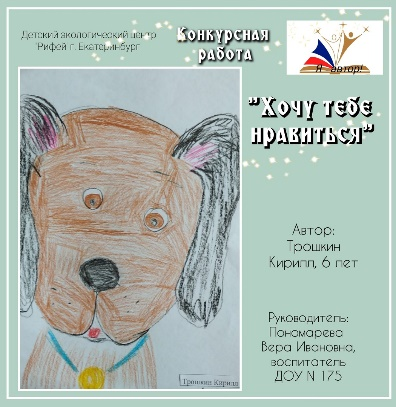 Детский экологический центр
"Рифей г. Екатеринбург
Конкурсная
работа
Я - автор!
"Хочу тебе
нравиться"
Автор:
Трошкин
Кирилл, 6 лет
Руководитель:
Пономарева
Вера Ивановна,
воспитатель
ДОУ N 175
Трошкин Кирилл